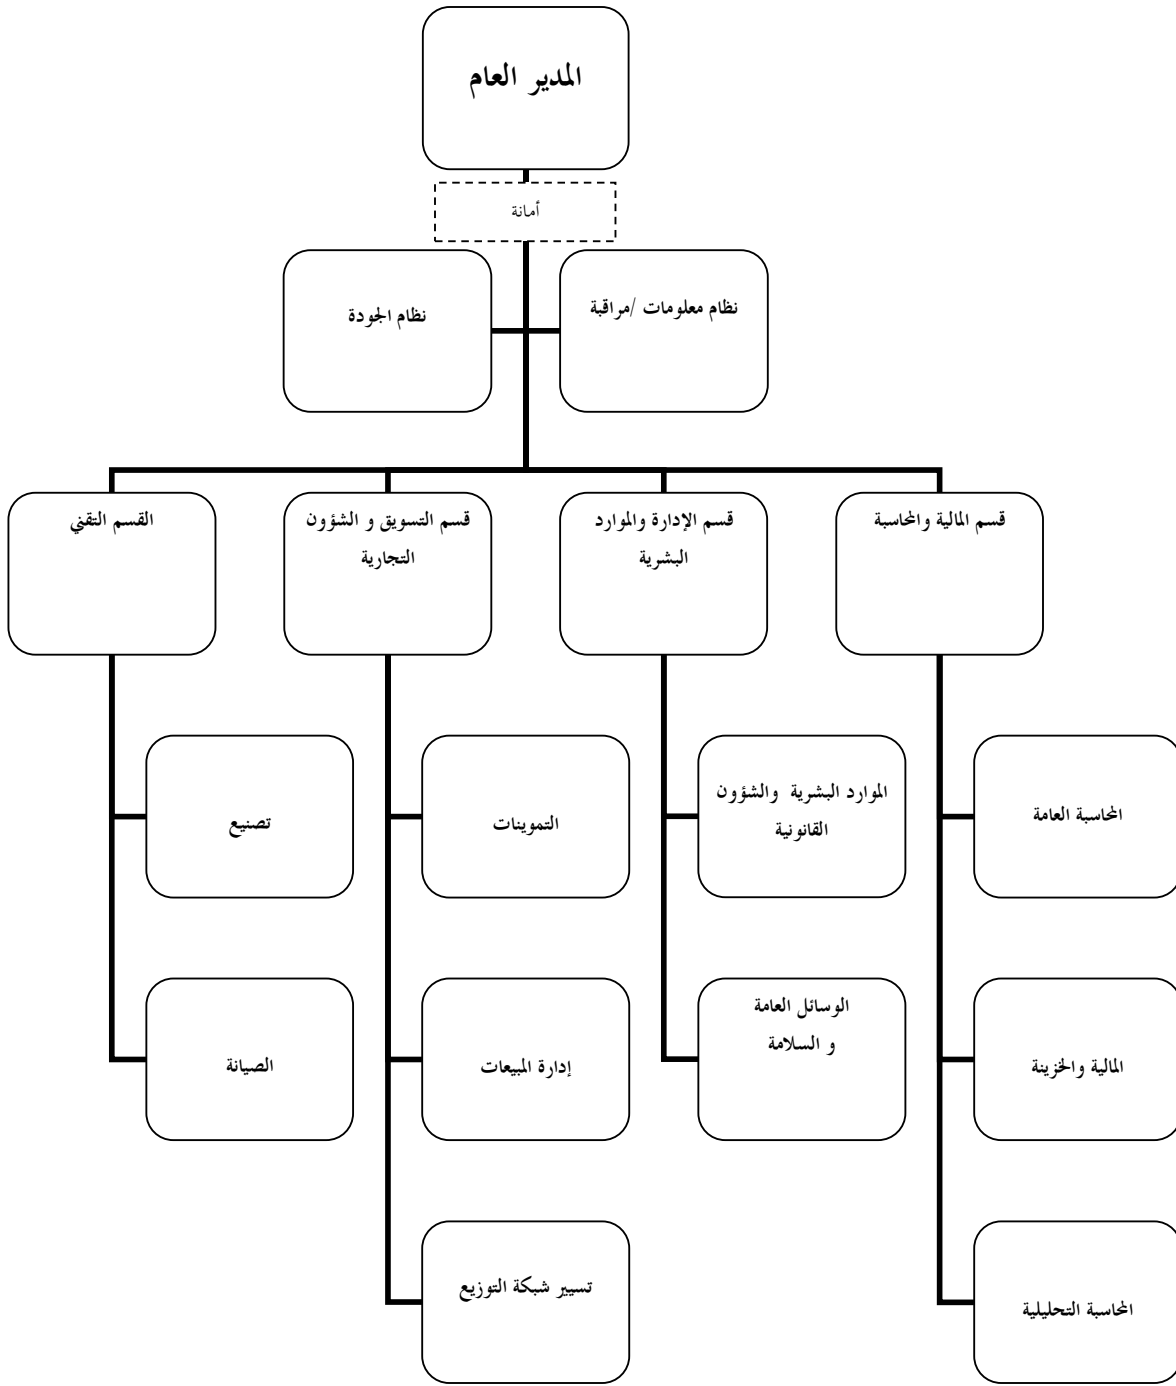 المدير العام
أمانة
نظام معلومات /مراقبة
نظام الجودة
قسم المالية والمحاسبة
قسم الإدارة والموارد
البشرية
قسم التسويق و الشؤون
التجارية
القسم التقني
المحاسبة العامة
الموارد البشرية والشؤون
القانونية
التموينات
تصنيع
المالية والخزينة
الوسائل العامة
و السلامة
إدارة المبيعات
الصيانة
المحاسبة التحليلية
تسيير شبكة التوزيع